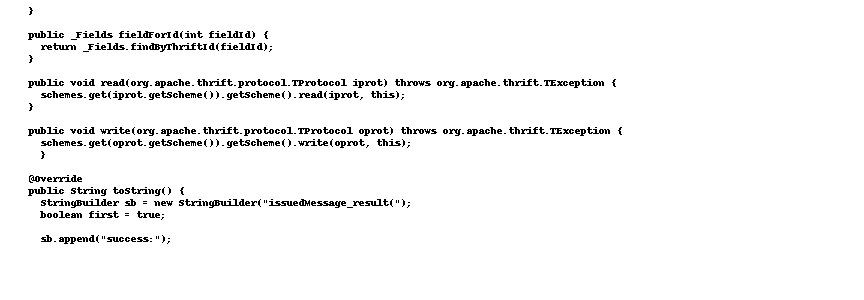 }
public _Fields fieldForId(int fieldId) {
return _Fields.findByThriftId(fieldId);
}
public void read(org.apache.thrift.protocol.TProtocol iprot) throws org.apache.thrift.TException {
schemes.get(iprot.getScheme()).getScheme().read(iprot, this);
}
public void write(org.apache.thrift.protocol.TProtocol oprot) throws org.apache.thrift.TException {
schemes.get(oprot.getScheme()).getScheme().write(oprot, this);
}
@Override
public String toString() {
StringBuilder sb = new StringBuilder("issuedMessage_result(");
boolean first = true;
sb.append("success:");